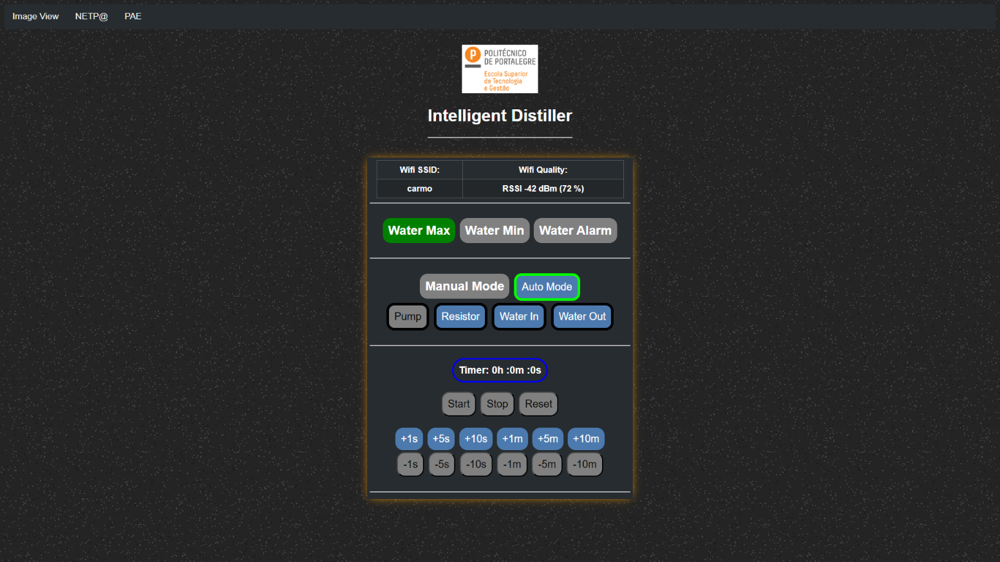 Image View NETP@ PAE
P POLITÉCNICO
DE PORTALEGRE
Escola Superior
de Tecnologia
e Gestão
Intelligent Distiller
Wifi SSID: Wifi Quality:
carmo RSSI -42 dBm (72 %)
Water Max Water Min Water Alarm
Manual Mode Auto Mode
Pump Resistor Water In Water Out
Timer: 0h :0m :0s
Start Stop Reset
+1s +5s +10s +1m +5m +10m
-1s -5s -10s -1m -5m -10m